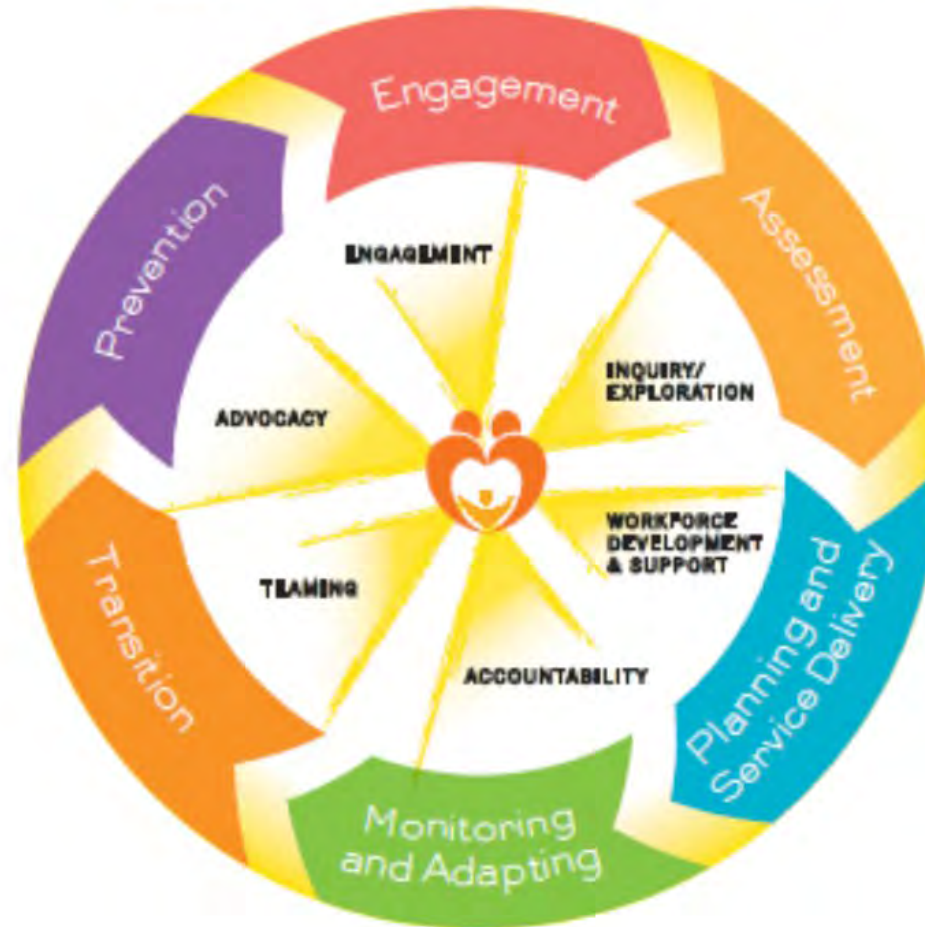 Engagement
Assessment
Planning and
Service Delivery
Monitoring
and Adapting
Transition
Prevention
ENGAGEMENT
INQUIRY/
EXPLORATION
WORKFORCE
DEVELOPMENT
& SUPPORT
ACCOUNTABILITY
TEAMING
ADVOCACY